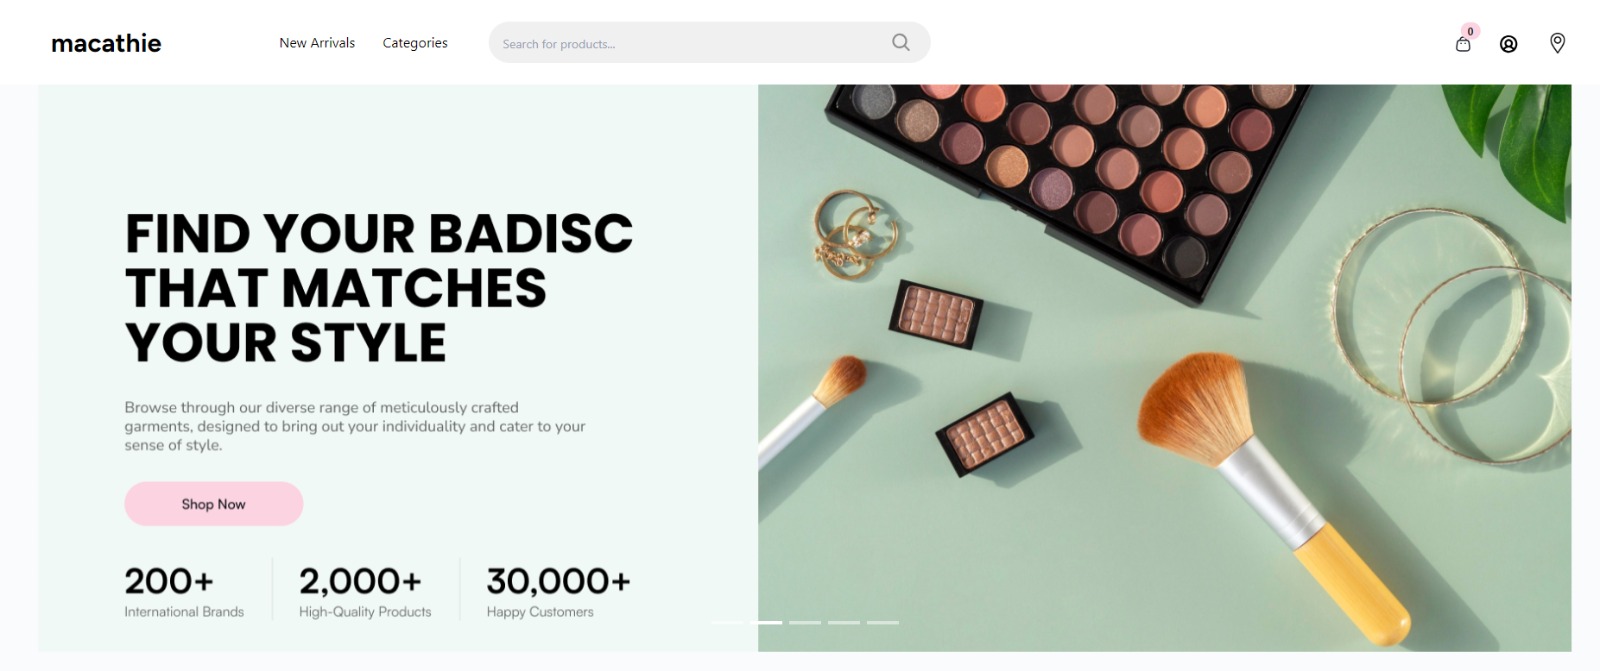 macathie
New Arrivals
Categories
Search for products...
0
FIND YOUR BADISC
THAT MATCHES
YOUR STYLE
Browse through our diverse range of meticulously crafted
garments, designed to bring out your individuality and cater to your
sense of style.
Shop Now
200+
International Brands
2,000+
High-Quality Products
30,000+
Happy Customers